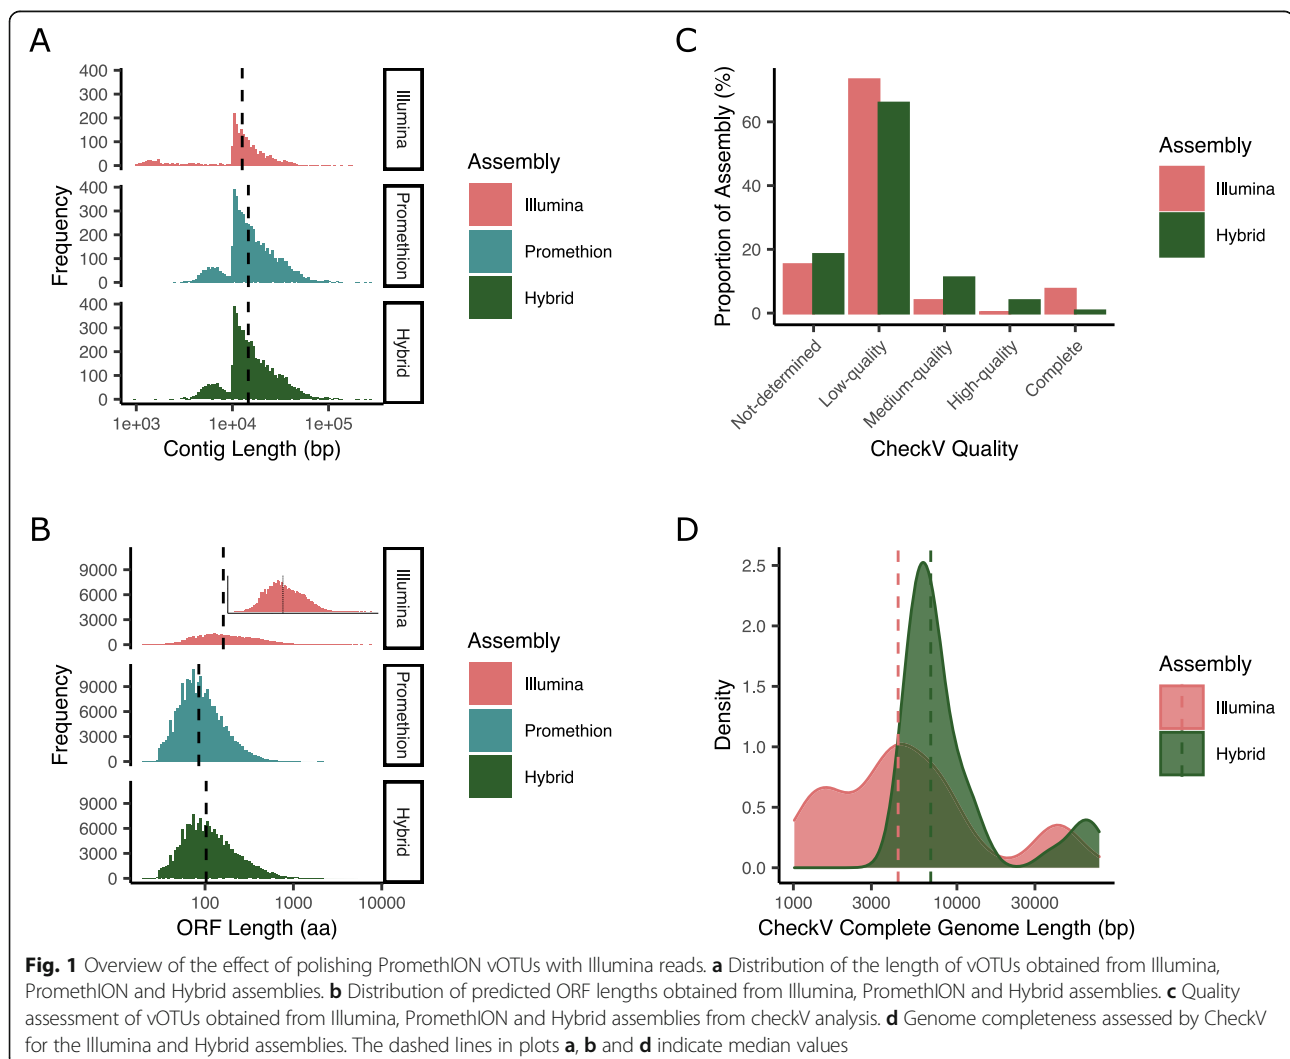 A
400
300
200
100
0
Illumina
400
300
200
100
0
Promethion
400
300
200
100
0
Hybrid
Frequency
1e+03 1e+04 1e+05
Contig Length (bp)
Assembly
Illumina
Promethion
Hybrid
C
Proportion of Assembly (%)
60
40
20
0
Not-determined
Low-quality
Medium-quality
High-quality
Complete
CheckV Quality
Assembly
Illumina
Hybrid
B
9000
6000
3000
0
Illumina
9000
6000
3000
0
Promethion
9000
6000
3000
0
Hybrid
Frequency
100 1000 10000
ORF Length (aa)
Assembly
Illumina
Promethion
Hybrid
D
Density
2.5
2.0
1.5
1.0
0.5
0.0
1000 3000 10000 30000
CheckV Complete Genome Length (bp)
Assembly
Illumina
Hybrid
Fig. 1 Overview of the effect of polishing PromethION vOTUs with Illumina reads. a Distribution of the length of vOTUs obtained from Illumina,
PromethION and Hybrid assemblies. b Distribution of predicted ORF lengths obtained from Illumina, PromethION and Hybrid assemblies. c Quality
assessment of vOTUs obtained from Illumina, PromethION and Hybrid assemblies from checkV analysis. d Genome completeness assessed by CheckV
for the Illumina and Hybrid assemblies. The dashed lines in plots a, b and d indicate median values